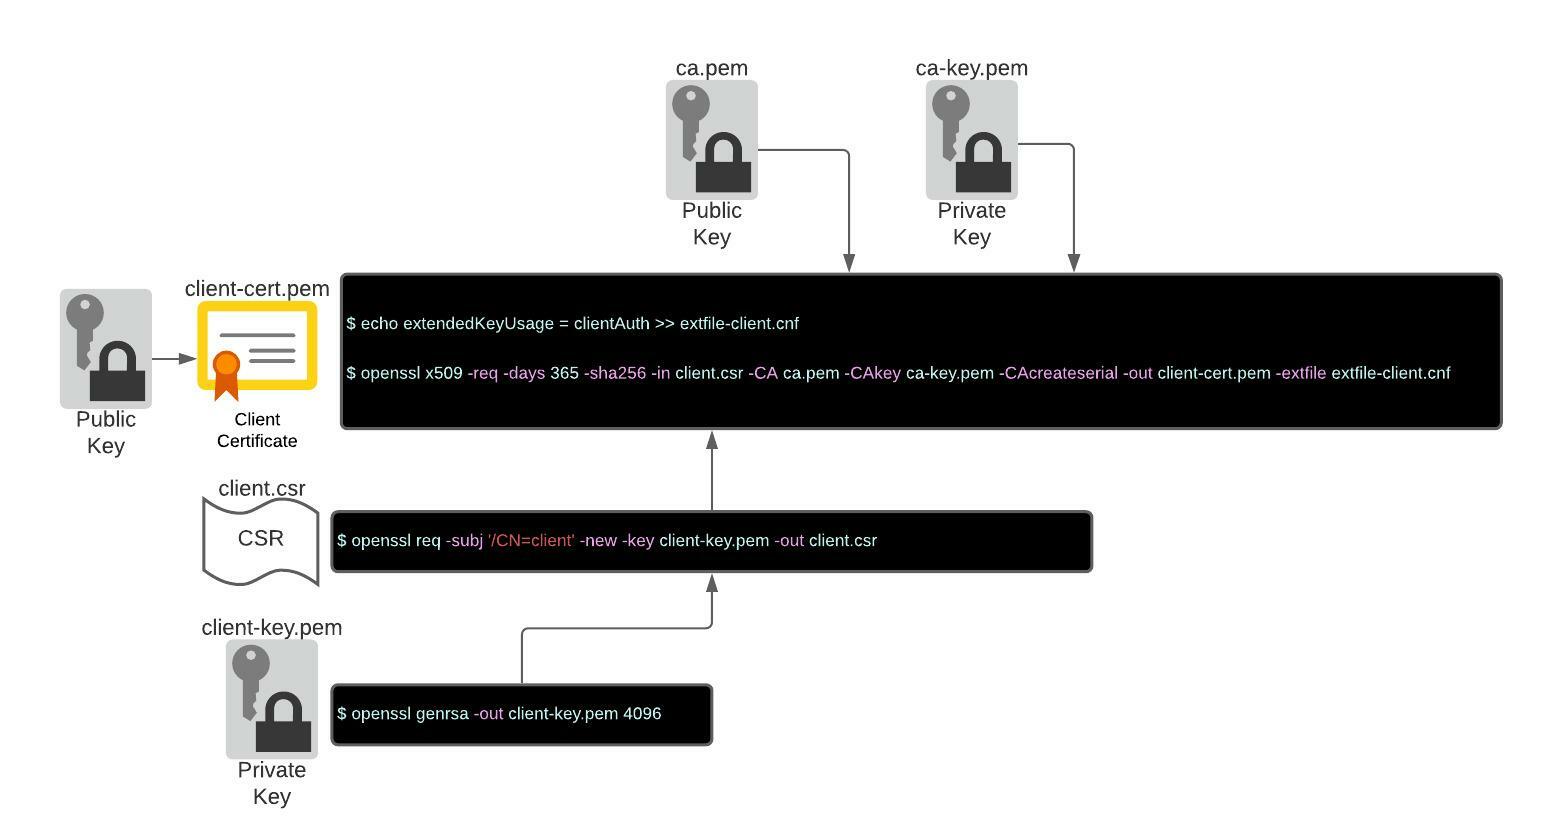 ca.pem
ca-key.pem
Public
Key
Private
Key
client-cert.pem
Public
Key
Client
Certificate
$ echo extendedKeyUsage = clientAuth >> extfile-client.cnf
$ openssl x509 -req -days 365 -sha256 -in client.csr -CA ca.pem -CAkey ca-key.pem -CAcreateserial -out client-cert.pem -extfile extfile-client.cnf
client.csr
CSR
$ openssl req -subj '/CN=client' -new -key client-key.pem -out client.csr
client-key.pem
Private
Key
$ openssl genrsa -out client-key.pem 4096